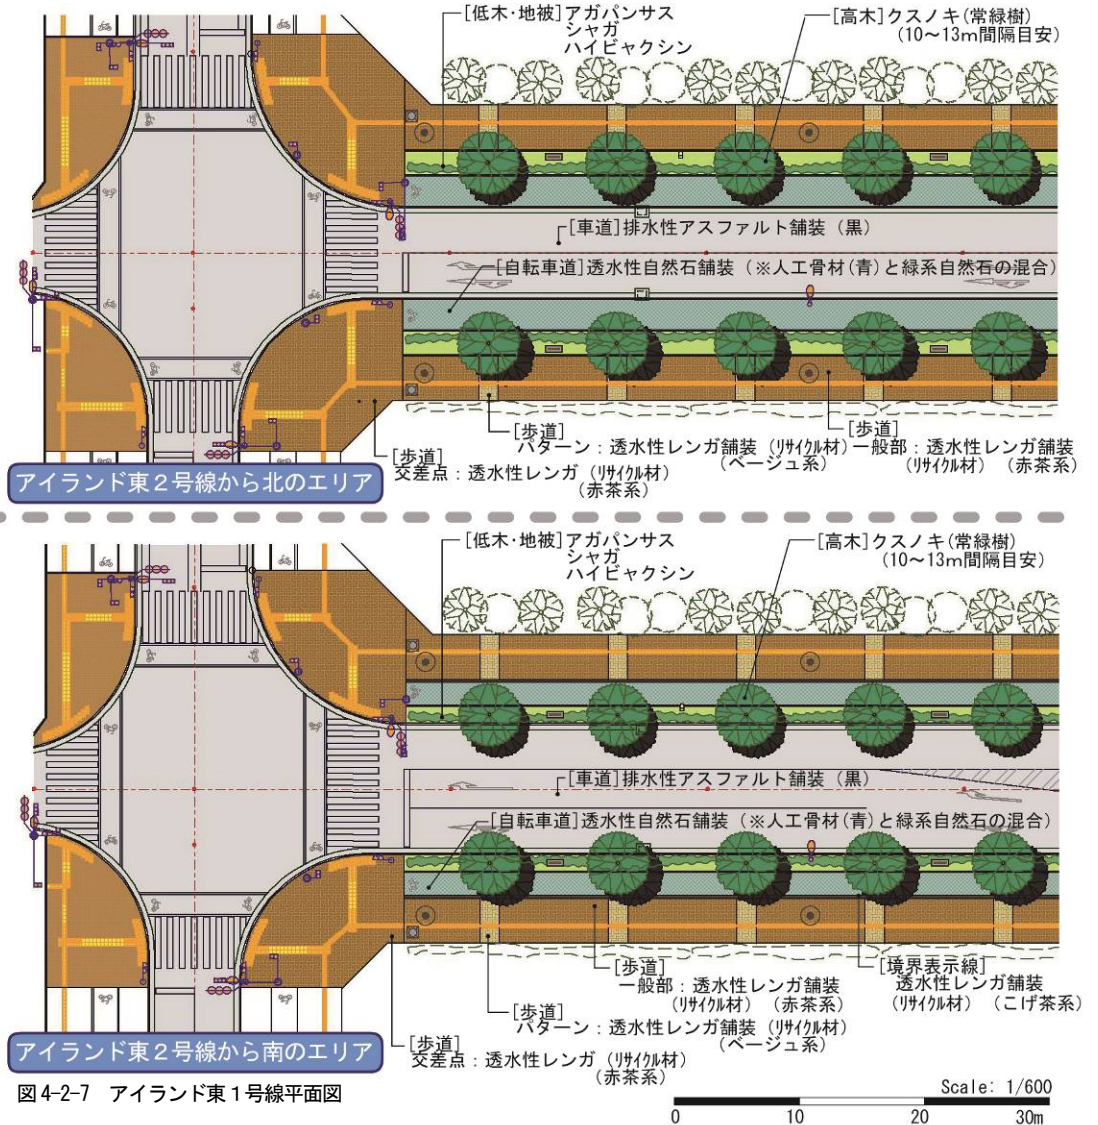 [低木・地被]アガパンサス
シャガ
ハイビャクシン
[高木]クスノキ(常緑樹)
(10～13m間隔目安)
[車道]排水性アスファルト舗装（黒）
[自転車道]透水性自然石舗装（※人工骨材(青)と緑系自然石の混合)
[歩道]
パターン：透水性レンガ舗装（リサイクル材）
(ベージュ系)
[歩道]
一般部：透水性レンガ舗装
(リサイクル材)　(赤茶系)
[歩道]
交差点：透水性レンガ（リサイクル材）
(赤茶系)
アイランド東２号線から北のエリア
[低木・地被]アガパンサス
シャガ
ハイビャクシン
[高木]クスノキ(常緑樹)
(10～13m間隔目安)
[車道]排水性アスファルト舗装（黒）
[自転車道]透水性自然石舗装（※人工骨材(青)と緑系自然石の混合)
[歩道]
一般部：透水性レンガ舗装
(リサイクル材)　(赤茶系)
[境界表示線]
透水性レンガ舗装
(リサイクル材)　(こげ茶系)
[歩道]
パターン：透水性レンガ舗装（リサイクル材）
(ベージュ系)
[歩道]
交差点：透水性レンガ（リサイクル材）
(赤茶系)
アイランド東２号線から南のエリア
図4-2-7　アイランド東１号線平面図
Scale: 1/600
0 10 20 30m